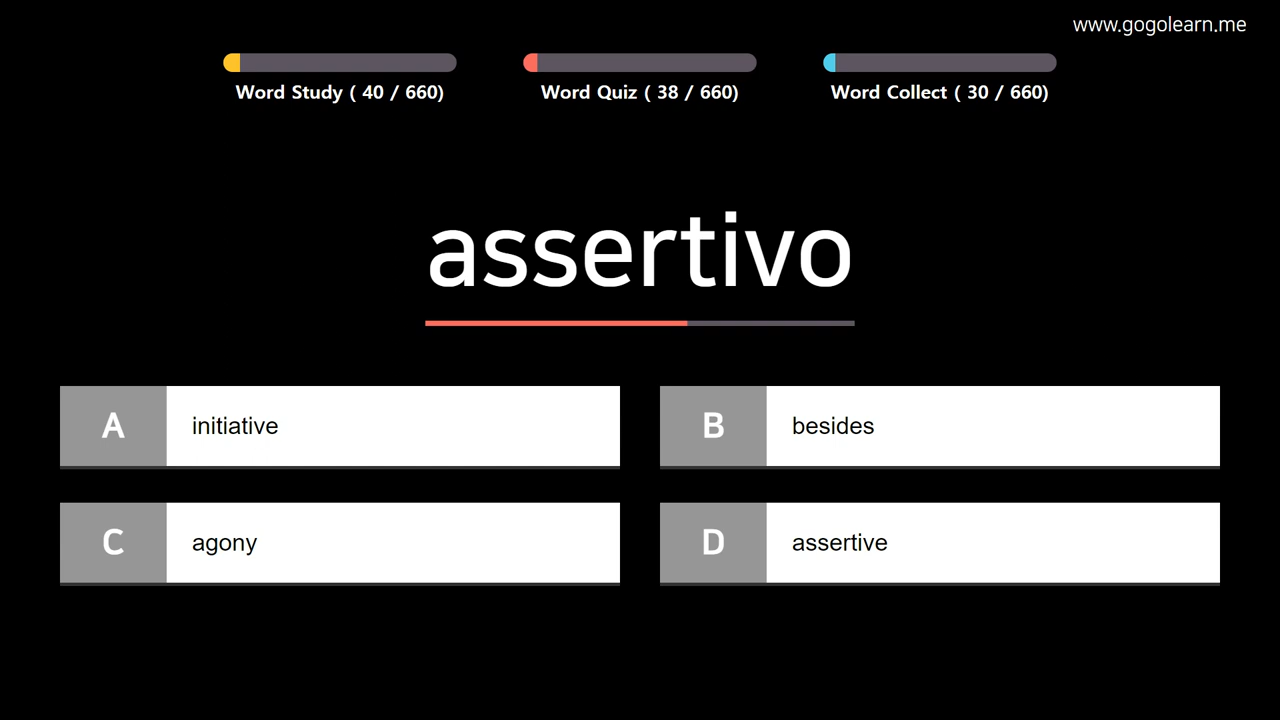 www.gogolearn.me
Word Study ( 40 / 660)
Word Quiz ( 38 / 660)
Word Collect ( 30 / 660)
assertivo
A initiative
B besides
C agony
D assertive